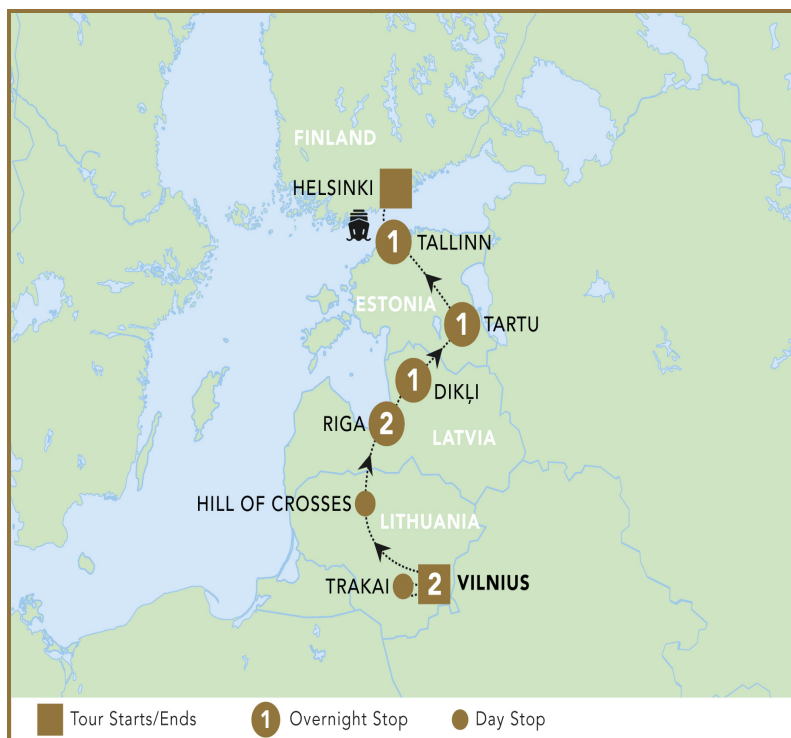 FINLAND
HELSINKI
1 TALLINN
ESTONIA
1 TARTU
1 DIKĻI
RIGA 2
LATVIA
HILL OF CROSSES
LITHUANIA
TRAKAI 2 VILNIUS
Tour Starts/Ends 1 Overnight Stop Day Stop